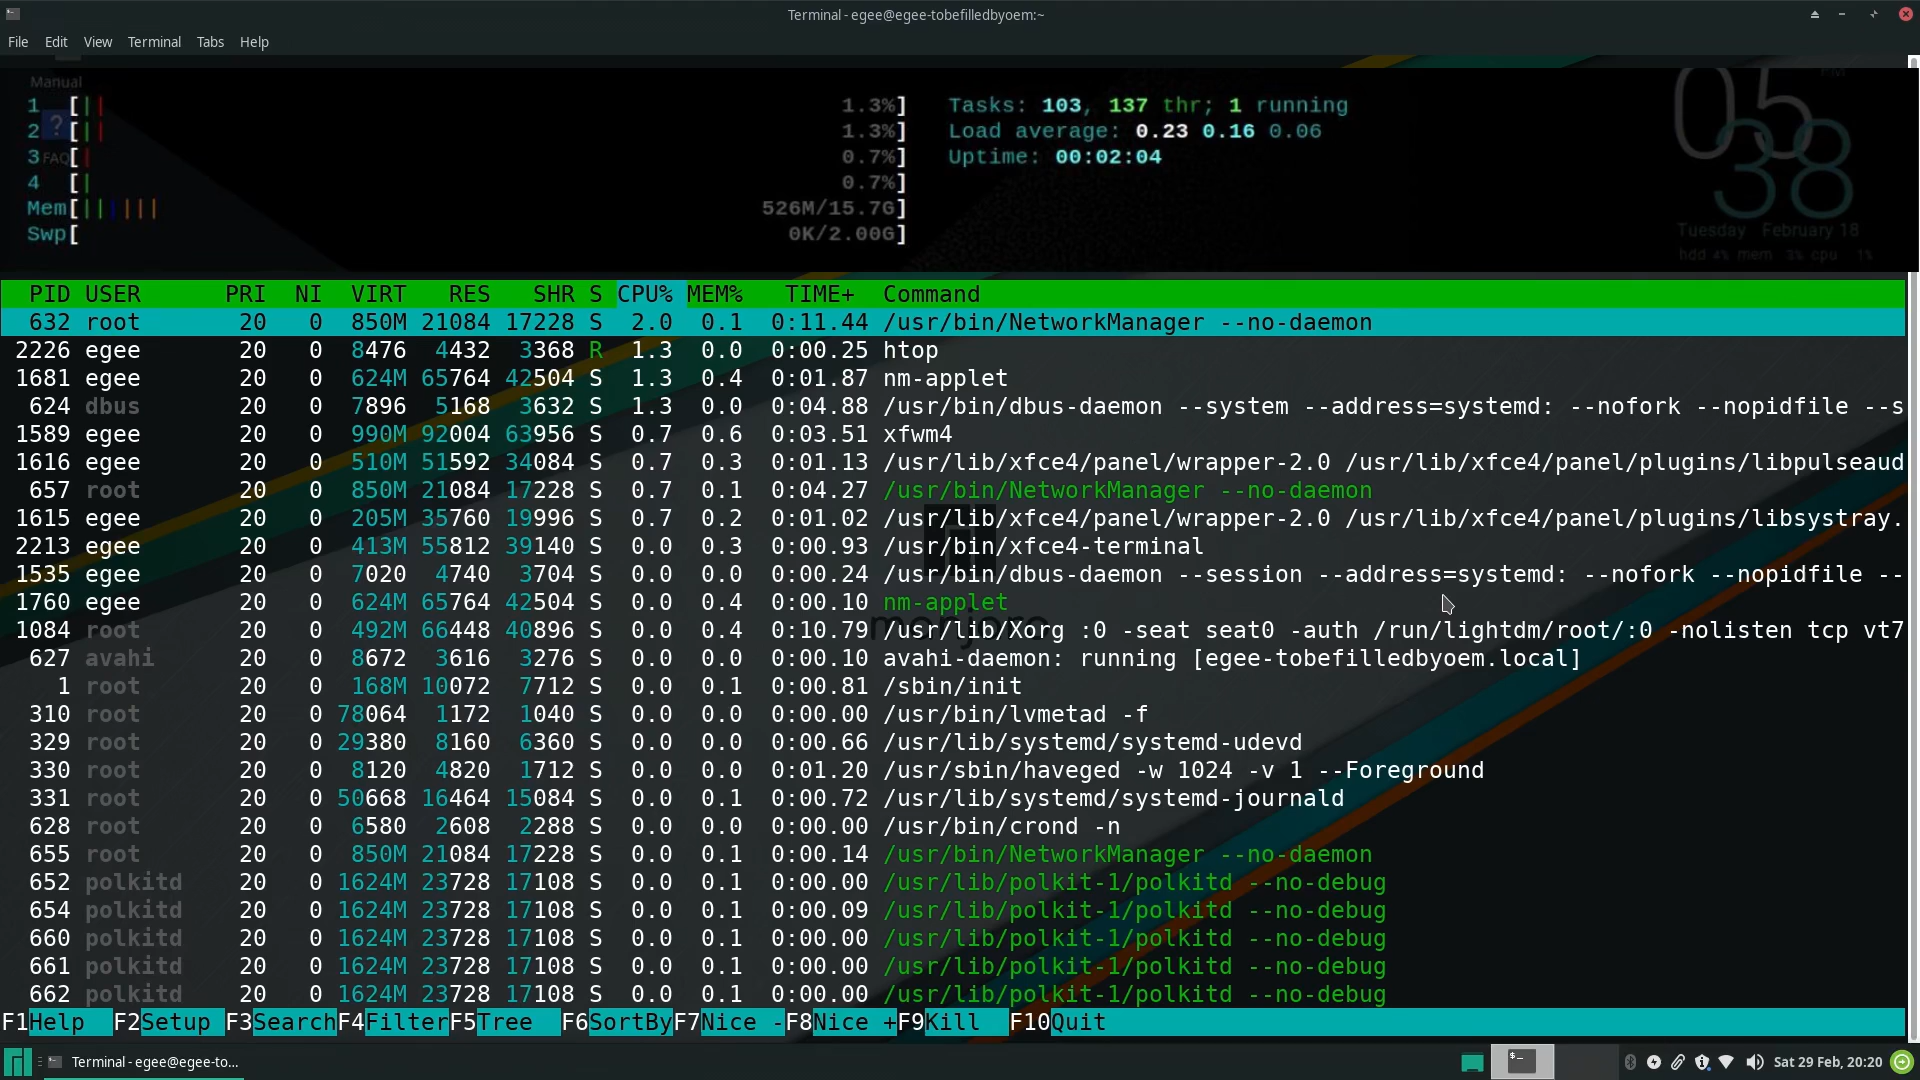 Terminal - egee@egee-tobefilledbyoem:~
File Edit View Terminal Tabs Help
Manual
1 [|| 1.3%] Tasks: 103, 137 thr; 1 running
2 [|| 1.3%] Load average: 0.23 0.16 0.06
3 [| 0.7%] Uptime: 00:02:04
4 [| 0.7%]
Mem[|||||| 526M/15.7G]
Swp[ 0K/2.00G]
?
FAQ
05
38
Tuesday February 18
hdd 4% mem 3% cpu 1%
PID USER PRI NI VIRT RES SHR S CPU% MEM% TIME+ Command
632 root 20 0 850M 21084 17228 S 2.0 0.1 0:11.44 /usr/bin/NetworkManager --no-daemon
2226 egee 20 0 8476 4432 3368 R 1.3 0.0 0:00.25 htop
1681 egee 20 0 624M 65764 42504 S 1.3 0.4 0:01.87 nm-applet
624 dbus 20 0 7896 5168 3632 S 1.3 0.0 0:04.88 /usr/bin/dbus-daemon --system --address=systemd: --nofork --nopidfile --s
1589 egee 20 0 990M 92004 63956 S 0.7 0.6 0:03.51 xfwm4
1616 egee 20 0 510M 51592 34084 S 0.7 0.3 0:01.13 /usr/lib/xfce4/panel/wrapper-2.0 /usr/lib/xfce4/panel/plugins/libpulseaud
657 root 20 0 850M 21084 17228 S 0.7 0.1 0:04.27 /usr/bin/NetworkManager --no-daemon
1615 egee 20 0 205M 35760 19996 S 0.7 0.2 0:01.02 /usr/lib/xfce4/panel/wrapper-2.0 /usr/lib/xfce4/panel/plugins/libsystray.
2213 egee 20 0 413M 55812 39140 S 0.0 0.3 0:00.93 /usr/bin/xfce4-terminal
1535 egee 20 0 7020 4740 3704 S 0.0 0.0 0:00.24 /usr/bin/dbus-daemon --session --address=systemd: --nofork --nopidfile --
1760 egee 20 0 624M 65764 42504 S 0.0 0.4 0:00.10 nm-applet
manjaro
1084 root 20 0 492M 66448 40896 S 0.0 0.4 0:10.79 /usr/lib/Xorg :0 -seat seat0 -auth /run/lightdm/root/:0 -nolisten tcp vt7
627 avahi 20 0 8672 3616 3276 S 0.0 0.0 0:00.10 avahi-daemon: running [egee-tobefilledbyoem.local]
1 root 20 0 168M 10072 7712 S 0.0 0.1 0:00.81 /sbin/init
310 root 20 0 78064 1172 1040 S 0.0 0.0 0:00.00 /usr/bin/lvmetad -f
329 root 20 0 29380 8160 6360 S 0.0 0.0 0:00.66 /usr/lib/systemd/systemd-udevd
330 root 20 0 8120 4820 1712 S 0.0 0.0 0:01.20 /usr/sbin/haveged -w 1024 -v 1 --Foreground
331 root 20 0 50668 16464 15084 S 0.0 0.1 0:00.72 /usr/lib/systemd/systemd-journald
628 root 20 0 6580 2608 2288 S 0.0 0.0 0:00.00 /usr/bin/crond -n
655 root 20 0 850M 21084 17228 S 0.0 0.1 0:00.14 /usr/bin/NetworkManager --no-daemon
652 polkitd 20 0 1624M 23728 17108 S 0.0 0.1 0:00.00 /usr/lib/polkit-1/polkitd --no-debug
654 polkitd 20 0 1624M 23728 17108 S 0.0 0.1 0:00.09 /usr/lib/polkit-1/polkitd --no-debug
660 polkitd 20 0 1624M 23728 17108 S 0.0 0.1 0:00.00 /usr/lib/polkit-1/polkitd --no-debug
661 polkitd 20 0 1624M 23728 17108 S 0.0 0.1 0:00.00 /usr/lib/polkit-1/polkitd --no-debug
662 polkitd 20 0 1624M 23728 17108 S 0.0 0.1 0:00.00 /usr/lib/polkit-1/polkitd --no-debug
F1Help F2Setup F3SearchF4FilterF5Tree F6SortByF7Nice -F8Nice +F9Kill F10Quit
Terminal - egee@egee-to... Sat 29 Feb, 20:20